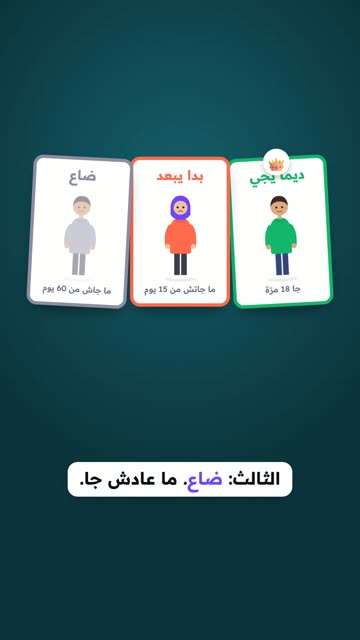 ديما يجي
جا 18 مرّة
بدا يبعد
ما جاتش من 15 يوم
ضاع
ما جاش من 60 يوم
الثالث: ضاع. ما عادش جا.